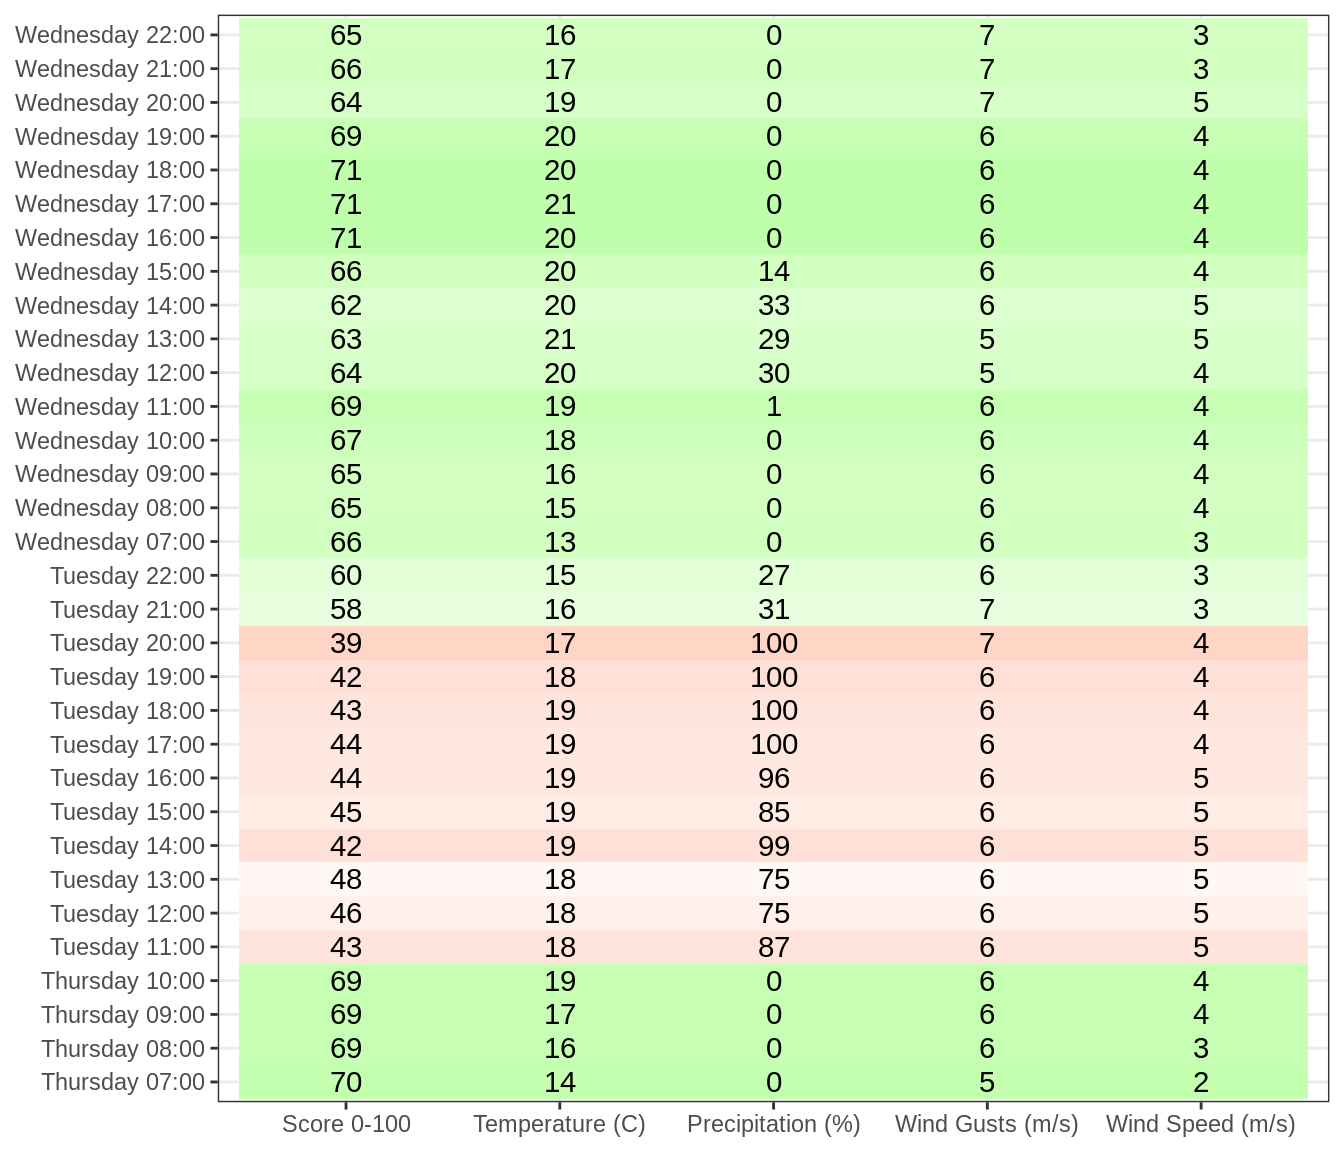 Wednesday 22:00 65 16 0 7 3
Wednesday 21:00 66 17 0 7 3
Wednesday 20:00 64 19 0 7 5
Wednesday 19:00 69 20 0 6 4
Wednesday 18:00 71 20 0 6 4
Wednesday 17:00 71 21 0 6 4
Wednesday 16:00 71 20 0 6 4
Wednesday 15:00 66 20 14 6 4
Wednesday 14:00 62 20 33 6 5
Wednesday 13:00 63 21 29 5 5
Wednesday 12:00 64 20 30 5 4
Wednesday 11:00 69 19 1 6 4
Wednesday 10:00 67 18 0 6 4
Wednesday 09:00 65 16 0 6 4
Wednesday 08:00 65 15 0 6 4
Wednesday 07:00 66 13 0 6 3
Tuesday 22:00 60 15 27 6 3
Tuesday 21:00 58 16 31 7 3
Tuesday 20:00 39 17 100 7 4
Tuesday 19:00 42 18 100 6 4
Tuesday 18:00 43 19 100 6 4
Tuesday 17:00 44 19 100 6 4
Tuesday 16:00 44 19 96 6 5
Tuesday 15:00 45 19 85 6 5
Tuesday 14:00 42 19 99 6 5
Tuesday 13:00 48 18 75 6 5
Tuesday 12:00 46 18 75 6 5
Tuesday 11:00 43 18 87 6 5
Thursday 10:00 69 19 0 6 4
Thursday 09:00 69 17 0 6 4
Thursday 08:00 69 16 0 6 3
Thursday 07:00 70 14 0 5 2
Score 0-100 Temperature (C) Precipitation (%) Wind Gusts (m/s) Wind Speed (m/s)